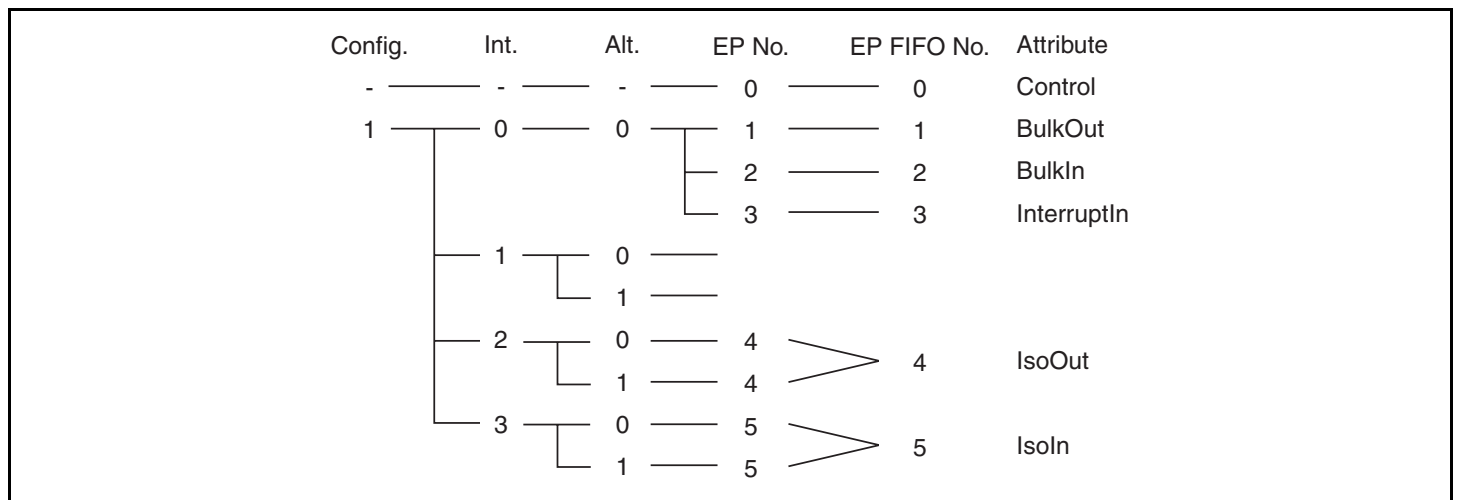 Config. Int. Alt. EP No. EP FIFO No. Attribute
- - - 0 0 Control
1 0 0 1 1 BulkOut
2 2 BulkIn
3 3 InterruptIn
1 0
1
2 0 4
4 IsoOut
1 4
3 0 5
5 IsoIn
1 5